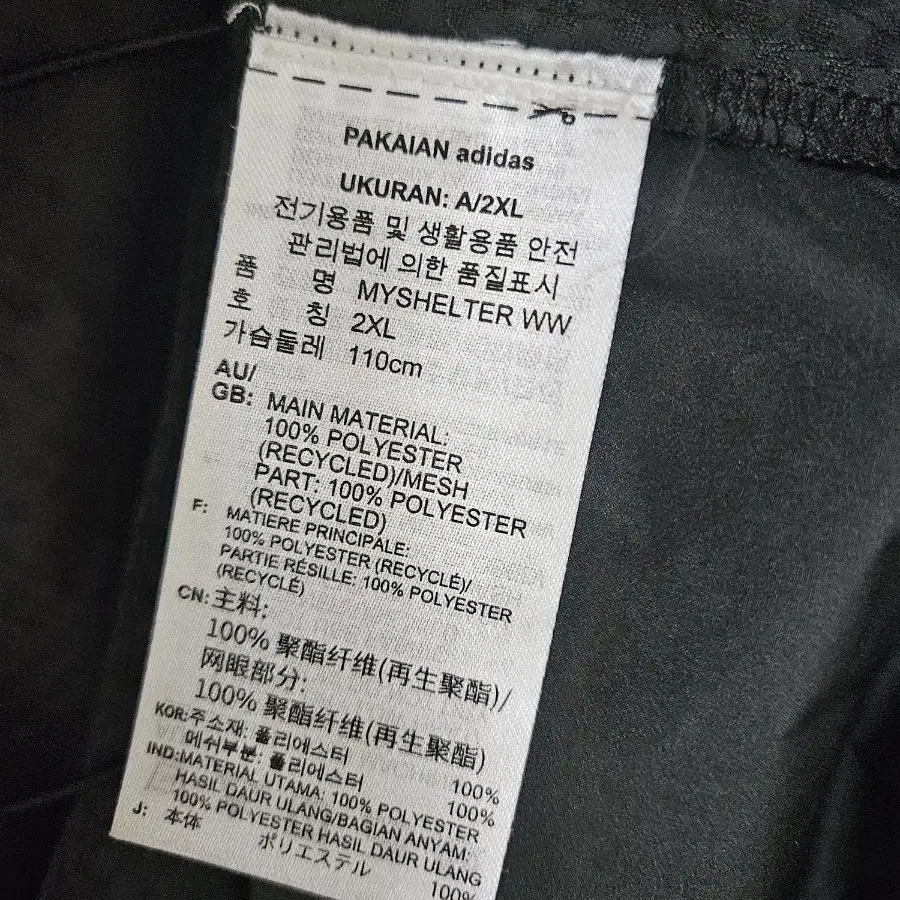 PAKAIAN adidas
UKURAN: A/2XL
전기용품 및 생활용품 안전
관리법에 의한 품질표시
품 명 MYSHELTER WW
호 칭 2XL
가슴둘레 110cm
AU/
GB: MAIN MATERIAL:
100% POLYESTER
(RECYCLED)/MESH
PART: 100% POLYESTER
(RECYCLED)
F: MATIERE PRINCIPALE:
100% POLYESTER (RECYCLÉ)/
PARTIE RÉSILLE: 100% POLYESTER
(RECYCLÉ)
CN: 主料:
100% 聚酯纤维(再生聚酯)/
网眼部分:
100% 聚酯纤维(再生聚酯)
KOR: 주소재: 폴리에스터 100%
메쉬부분: 폴리에스터 100%
IND: MATERIAL UTAMA: 100% POLYESTER
HASIL DAUR ULANG/BAGIAN ANYAM:
100% POLYESTER HASIL DAUR ULANG
J: 本体
ポリエステル 100%